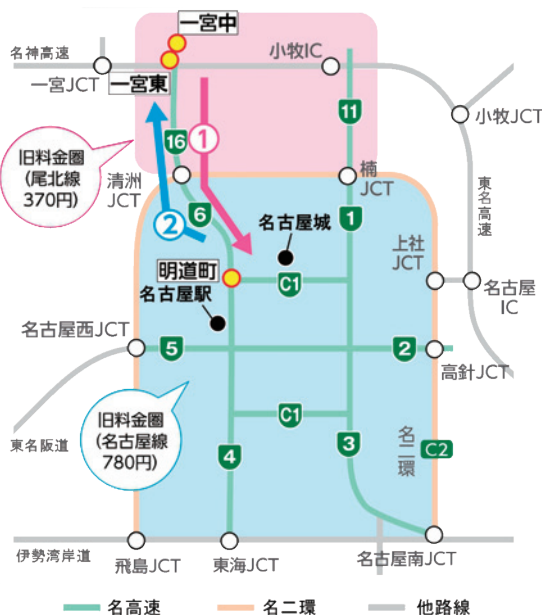 一宮中
名神高速
小牧IC
一宮JCT
一宮東
11
小牧JCT
旧料金圏
(尾北線
370円)
16
1
清洲
JCT
楠
JCT
東名高速
6
1
2
名古屋城
上社
JCT
明道町
C1
名古屋
IC
名古屋駅
名古屋西JCT
5
2
高針JCT
旧料金圏
(名古屋線
780円)
C1
東名阪道
4
3
名二環
C2
伊勢湾岸道
飛島JCT
東海JCT
名古屋南JCT
名高速
名二環
他路線